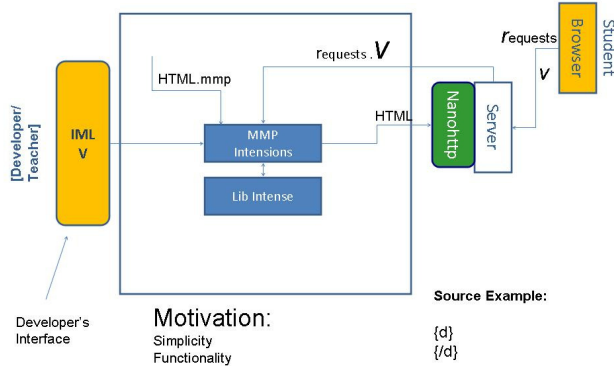 requests
V
Browser
Student
requests .V
HTML.mmp
HTML
Nanohttp
Server
[Developer/
Teacher]
IML
V
MMP
Intensions
Lib Intense
Developer's
Interface
Motivation:
Simplicity
Functionality
Source Example:
{d}
{/d}